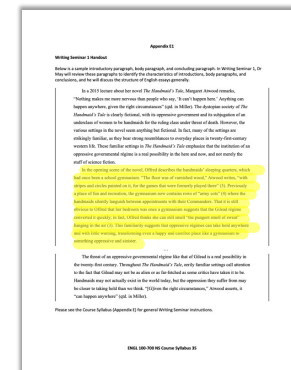 Appendix E1
Writing Seminar 1 Handout
Below is a sample introductory paragraph, body paragraph, and concluding paragraph. In Writing Seminar 1, Dr
May will review these paragraphs to identify the characteristics of introductions, body paragraphs, and
conclusions, and he will discuss the structure of English essays generally.
In a 2015 lecture about her novel The Handmaid's Tale, Margaret Atwood remarks,
"Nothing makes me more nervous than people who say, 'It can't happen here.' Anything can
happen anywhere, given the right circumstances" (qtd. in Miller). The dystopian society of The
Handmaid's Tale is clearly fictional, with its oppressive government and its subjugation of an
underclass of women to be handmaids for the ruling class under threat of death. However, the
various settings in the novel seem anything but fictional. In fact, many of the settings are
strikingly familiar, as they bear strong resemblances to everyday places in twenty-first-century
western life. These familiar settings in The Handmaid's Tale emphasize that the institution of an
oppressive governmental regime is a real possibility in the here and now, and not merely the
stuff of science fiction.
In the opening scene of the novel, Offred describes the handmaids' sleeping quarters, which
had once been a school gymnasium. "The floor was of varnished wood," Atwood writes, "with
stripes and circles painted on it, for the games that were formerly played there" (3). Previously
a place of fun and recreation, the gymnasium now contains rows of "army cots" (4) where the
handmaids silently languish between appointments with their Commanders. That it is still
obvious to Offred that her bedroom was once a gymnasium suggests that the Gilead regime
converted it quickly; in fact, Offred thinks she can still smell "the pungent smell of sweat"
hanging in the air (3). This familiarity suggests that oppressive regimes can take hold anywhere
and with little warning, transforming even a happy and carefree place like a gymnasium to
something oppressive and sinister.
The threat of an oppressive governmental regime like that of Gilead is a real possibility in
the twenty-first century. Throughout The Handmaid's Tale, eerily familiar settings call attention
to the fact that Gilead may not be as alien or as far-fetched as some critics have taken it to be.
Handmaids may not actually exist in the world today, but the oppression they suffer from may
be closer to taking hold than we think. "[G]iven the right circumstances," Atwood asserts, it
"can happen anywhere" (qtd. in Miller).
Please see the Course Syllabus (Appendix E) for general Writing Seminar instructions.
ENGL 100-700 NS Course Syllabus 35